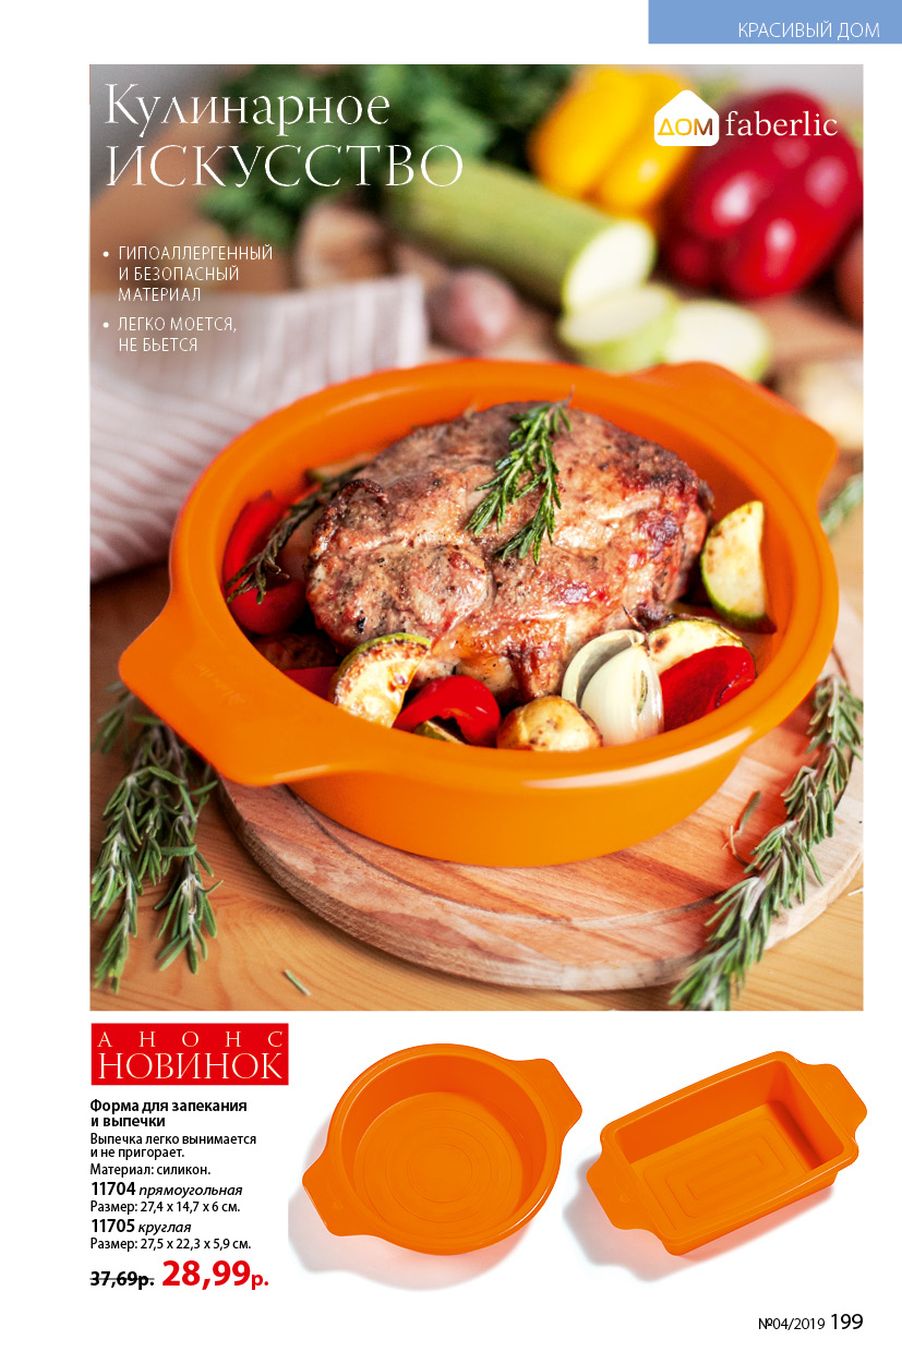 КРАСИВЫЙ ДОМ
Кулинарное
ИСКУССТВО
ДОМ faberlic
• ГИПОАЛЛЕРГЕННЫЙ
И БЕЗОПАСНЫЙ
МАТЕРИАЛ
• ЛЕГКО МОЕТСЯ,
НЕ БЬЕТСЯ
АНОНС
НОВИНОК
Форма для запекания
и выпечки
Выпечка легко вынимается
и не пригорает.
Материал: силикон.
11704 прямоугольная
Размер: 27,4 х 14,7 х 6 см.
11705 круглая
Размер: 27,5 х 22,3 х 5,9 см.
37,69р. 28,99р.
№04/2019 199